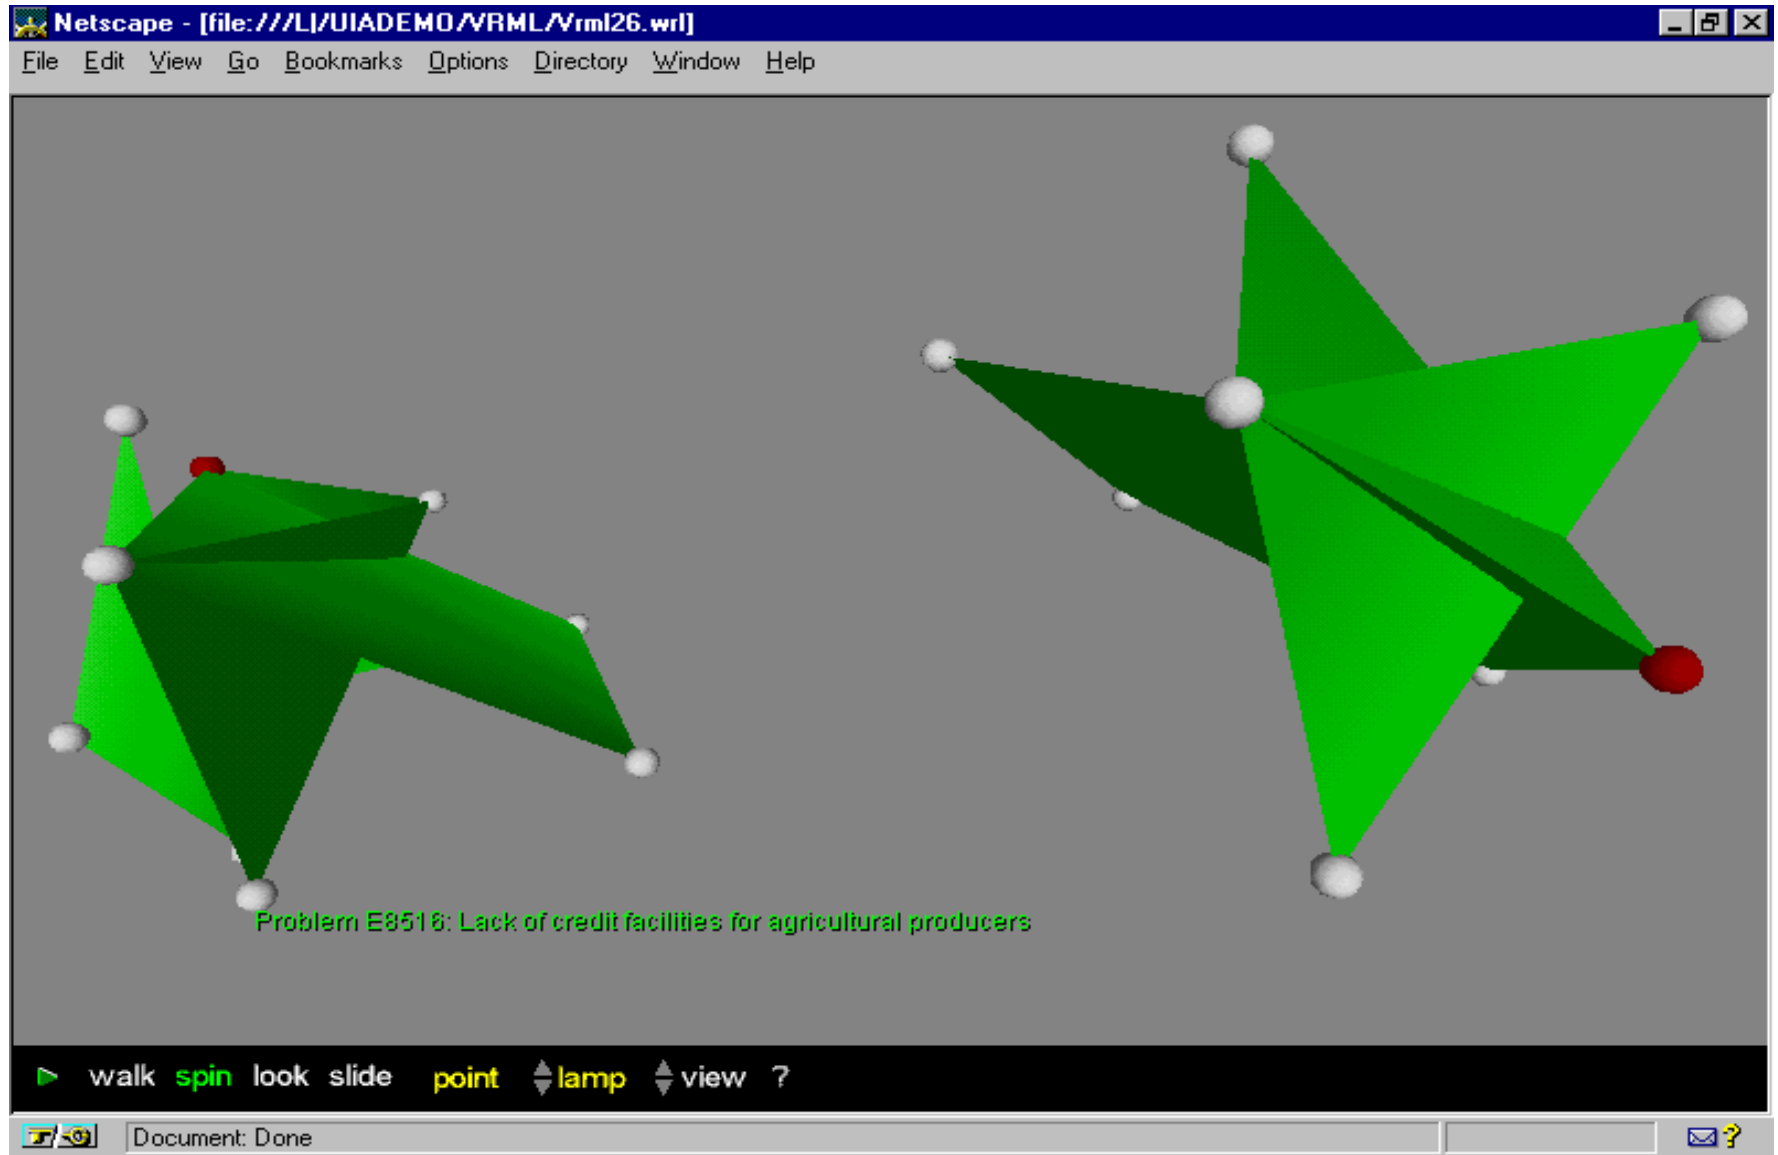 Netscape - [file:///L|/UIADEMO/VRML/Vrml26.wrl]
File Edit View Go Bookmarks Options Directory Window Help
Problem E8516: Lack of credit facilities for agricultural producers
walk spin look slide point lamp view ?
Document: Done